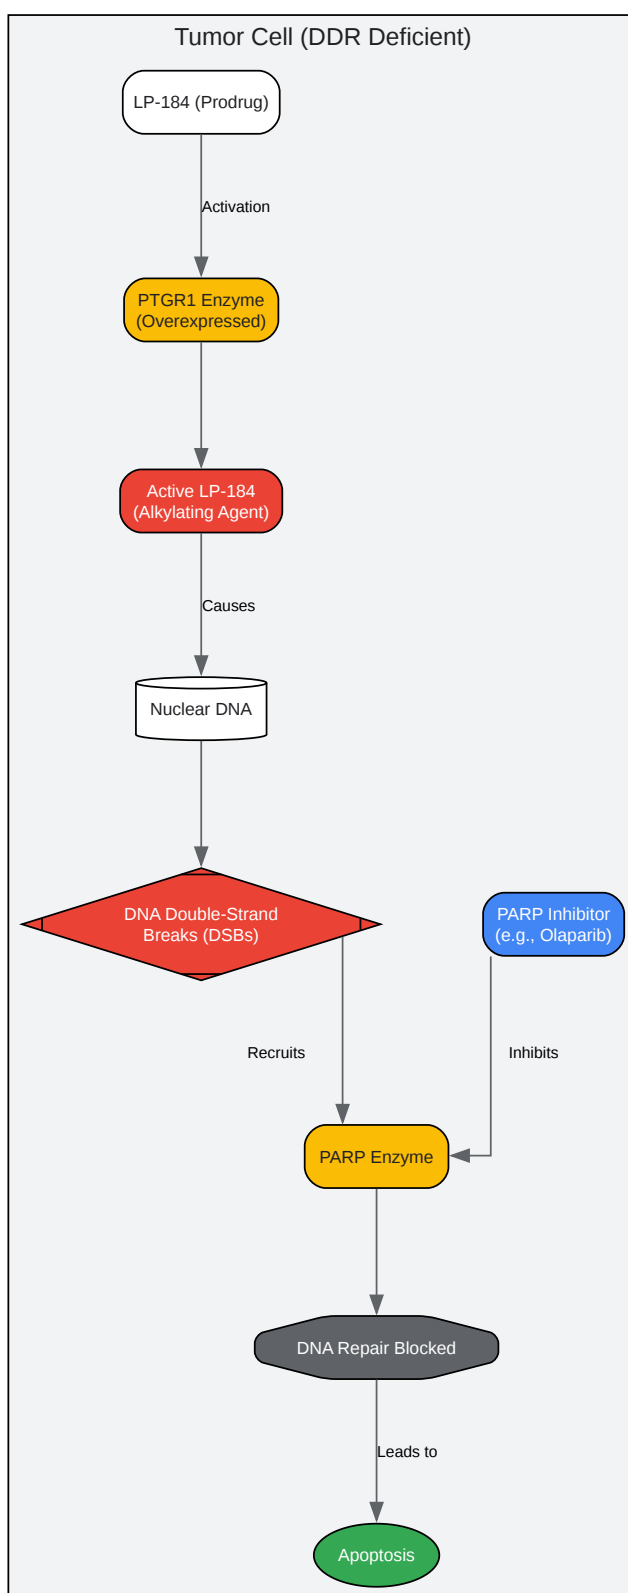 Tumor Cell (DDR Deficient)
LP-184 (Prodrug)
Activation
PTGR1 Enzyme
(Overexpressed)
Active LP-184
(Alkylating Agent)
Causes
Nuclear DNA
DNA Double-Strand
Breaks (DSBs)
PARP Inhibitor
(e.g., Olaparib)
Recruits
Inhibits
PARP Enzyme
DNA Repair Blocked
Leads to
Apoptosis